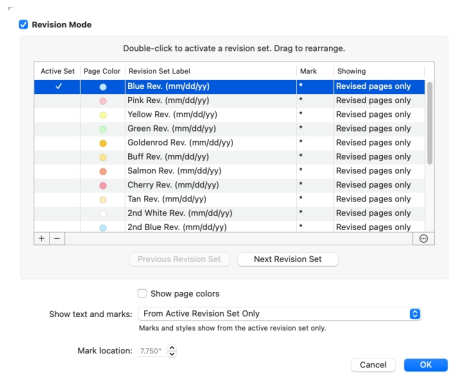 Revision Mode
Double-click to activate a revision set. Drag to rearrange.
Active Set Page Color Revision Set Label Mark Showing
✓ Blue Rev. (mm/dd/yy) * Revised pages only
Pink Rev. (mm/dd/yy) * Revised pages only
Yellow Rev. (mm/dd/yy) * Revised pages only
Green Rev. (mm/dd/yy) * Revised pages only
Goldenrod Rev. (mm/dd/yy) * Revised pages only
Buff Rev. (mm/dd/yy) * Revised pages only
Salmon Rev. (mm/dd/yy) * Revised pages only
Cherry Rev. (mm/dd/yy) * Revised pages only
Tan Rev. (mm/dd/yy) * Revised pages only
2nd White Rev. (mm/dd/yy) * Revised pages only
2nd Blue Rev. (mm/dd/yy) * Revised pages only
+ −
Previous Revision Set Next Revision Set
Show page colors
Show text and marks: From Active Revision Set Only
Marks and styles show from the active revision set only.
Mark location: 7.750"
Cancel OK